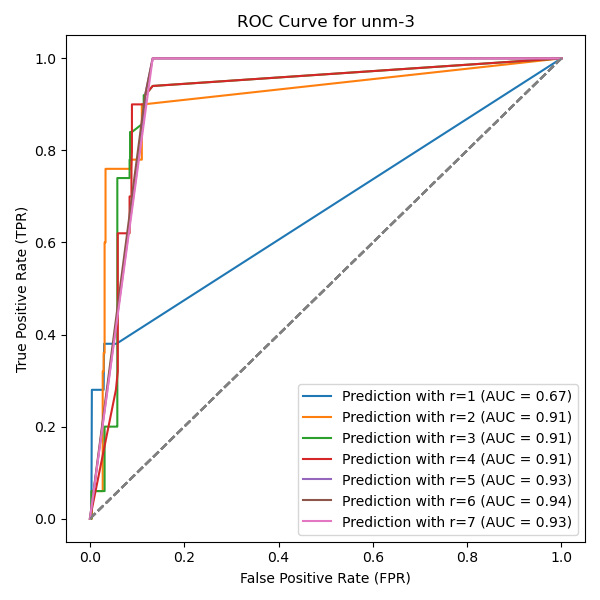 ROC Curve for unm-3
True Positive Rate (TPR)
1.0
0.8
0.6
0.4
0.2
0.0
Prediction with r=1 (AUC = 0.67)
Prediction with r=2 (AUC = 0.91)
Prediction with r=3 (AUC = 0.91)
Prediction with r=4 (AUC = 0.91)
Prediction with r=5 (AUC = 0.93)
Prediction with r=6 (AUC = 0.94)
Prediction with r=7 (AUC = 0.93)
0.0 0.2 0.4 0.6 0.8 1.0
False Positive Rate (FPR)